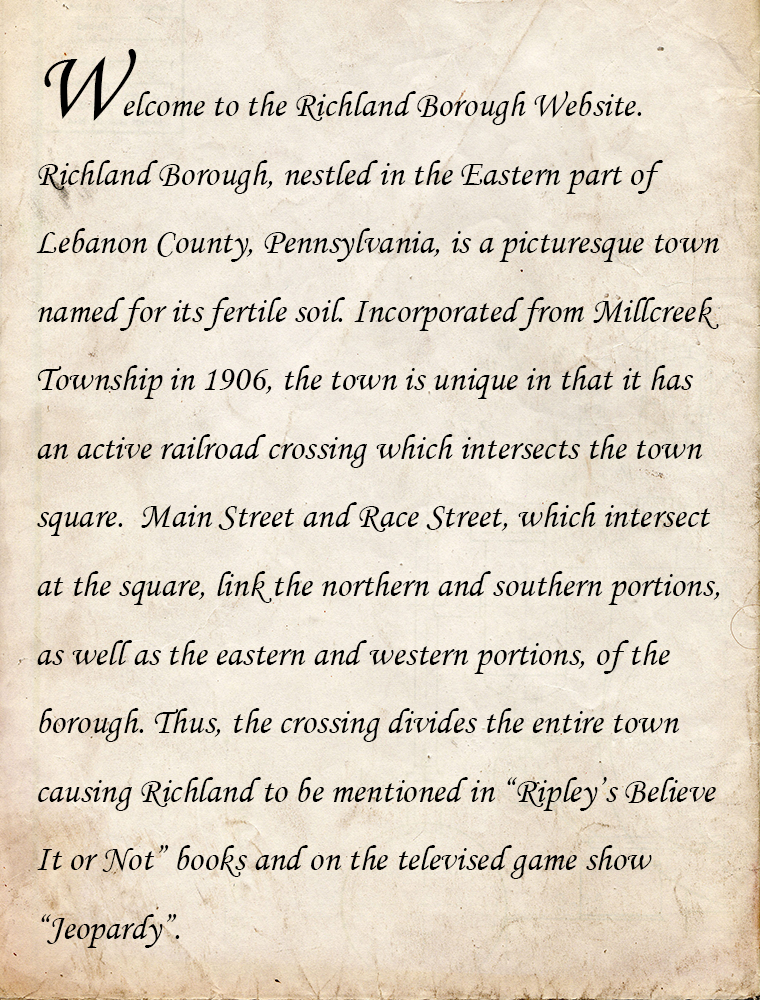 Welcome to the Richland Borough Website.
Richland Borough, nestled in the Eastern part of
Lebanon County, Pennsylvania, is a picturesque town
named for its fertile soil. Incorporated from Millcreek
Township in 1906, the town is unique in that it has
an active railroad crossing which intersects the town
square.  Main Street and Race Street, which intersect
at the square, link the northern and southern portions,
as well as the eastern and western portions, of the
borough. Thus, the crossing divides the entire town
causing Richland to be mentioned in “Ripley’s Believe
It or Not” books and on the televised game show
“Jeopardy”.